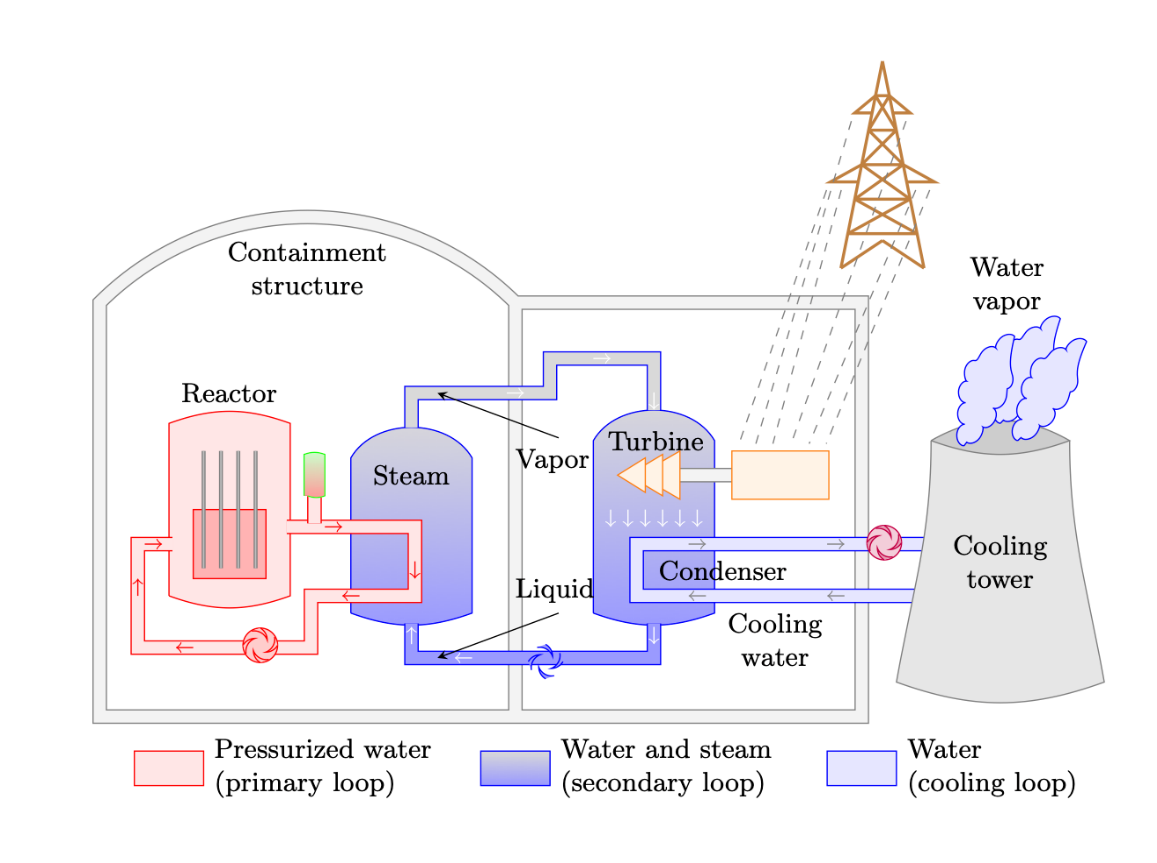 Water
vapor
Containment
structure
Reactor
Steam
Turbine
Vapor
Liquid
Condenser
Cooling
tower
Cooling
water
Pressurized water
(primary loop)
Water and steam
(secondary loop)
Water
(cooling loop)